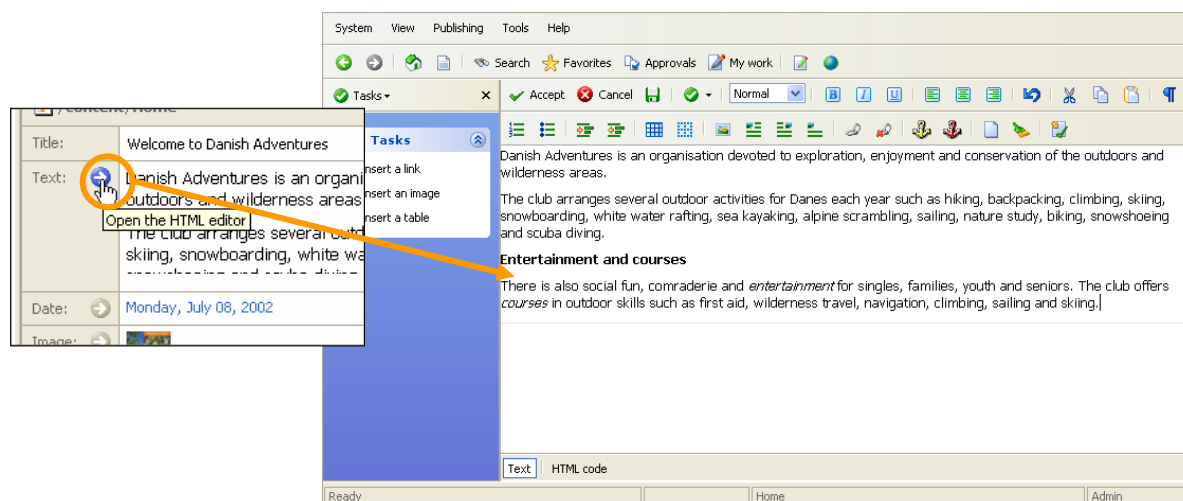 System View Publishing Tools Help
Search Favorites Approvals My work
Tasks
Accept Cancel Normal B I U
/Content/Home
Title: Welcome to Danish Adventures
Text: Danish Adventures is an organi
outdoors and wilderness areas
Open the HTML editor
The club arranges several outd
skiing, snowboarding, white wa
snowshoeing and scuba diving
Date: Monday, July 08, 2002
Image:
Tasks
nsert a link
nsert an image
nsert a table
Danish Adventures is an organisation devoted to exploration, enjoyment and conservation of the outdoors and
wilderness areas.
The club arranges several outdoor activities for Danes each year such as hiking, backpacking, climbing, skiing,
snowboarding, white water rafting, sea kayaking, alpine scrambling, sailing, nature study, biking, snowshoeing
and scuba diving.
Entertainment and courses
There is also social fun, comraderie and entertainment for singles, families, youth and seniors. The club offers
courses in outdoor skills such as first aid, wilderness travel, navigation, climbing, sailing and skiing.
Text HTML code
Ready Home Admin